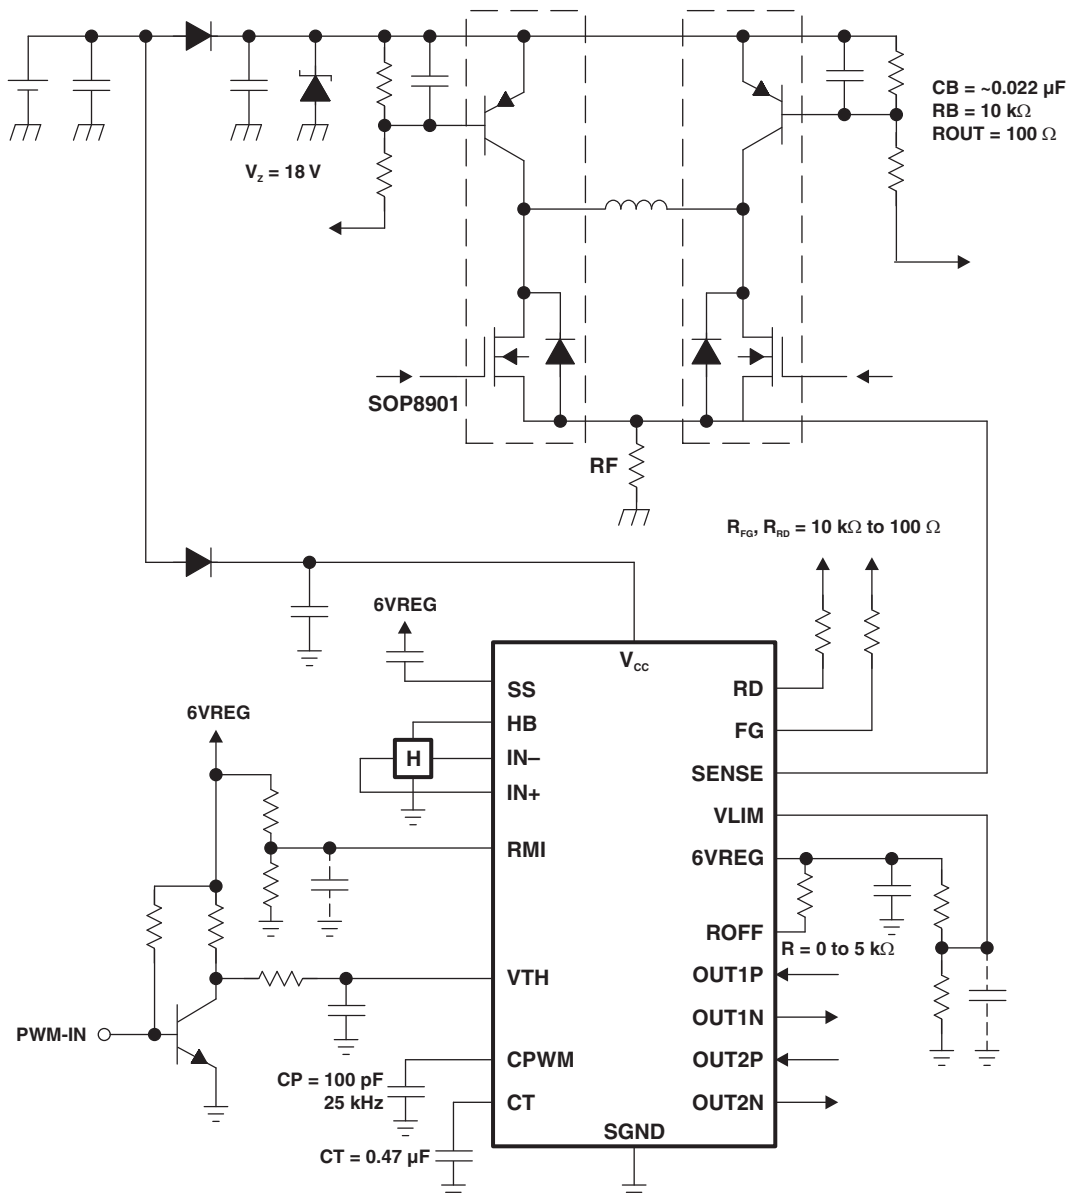 CB = ~0.022 µF
RB = 10 kΩ
ROUT = 100 Ω
VZ = 18 V
SOP8901
RF
RFG, RRD = 10 kΩ to 100 Ω
6VREG
VCC
SS
RD
6VREG
HB
FG
H
IN–
SENSE
IN+
VLIM
RMI
6VREG
ROFF
R = 0 to 5 kΩ
VTH
OUT1P
OUT1N
PWM-IN
CPWM
OUT2P
CP = 100 pF
25 kHz
CT
OUT2N
SGND
CT = 0.47 µF